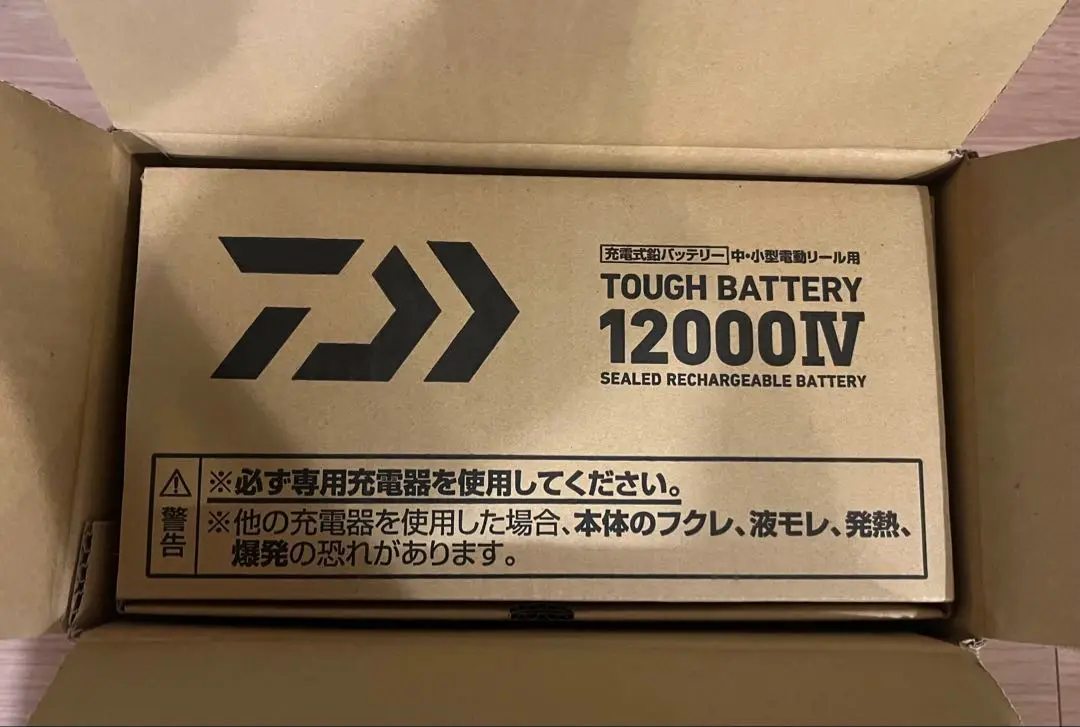 充電式鉛バッテリー 中・小型電動リール用
TOUGH BATTERY
12000IV
SEALED RECHARGEABLE BATTERY
警告
※必ず専用充電器を使用してください。
※他の充電器を使用した場合、本体のフクレ、液モレ、発熱、
爆発の恐れがあります。